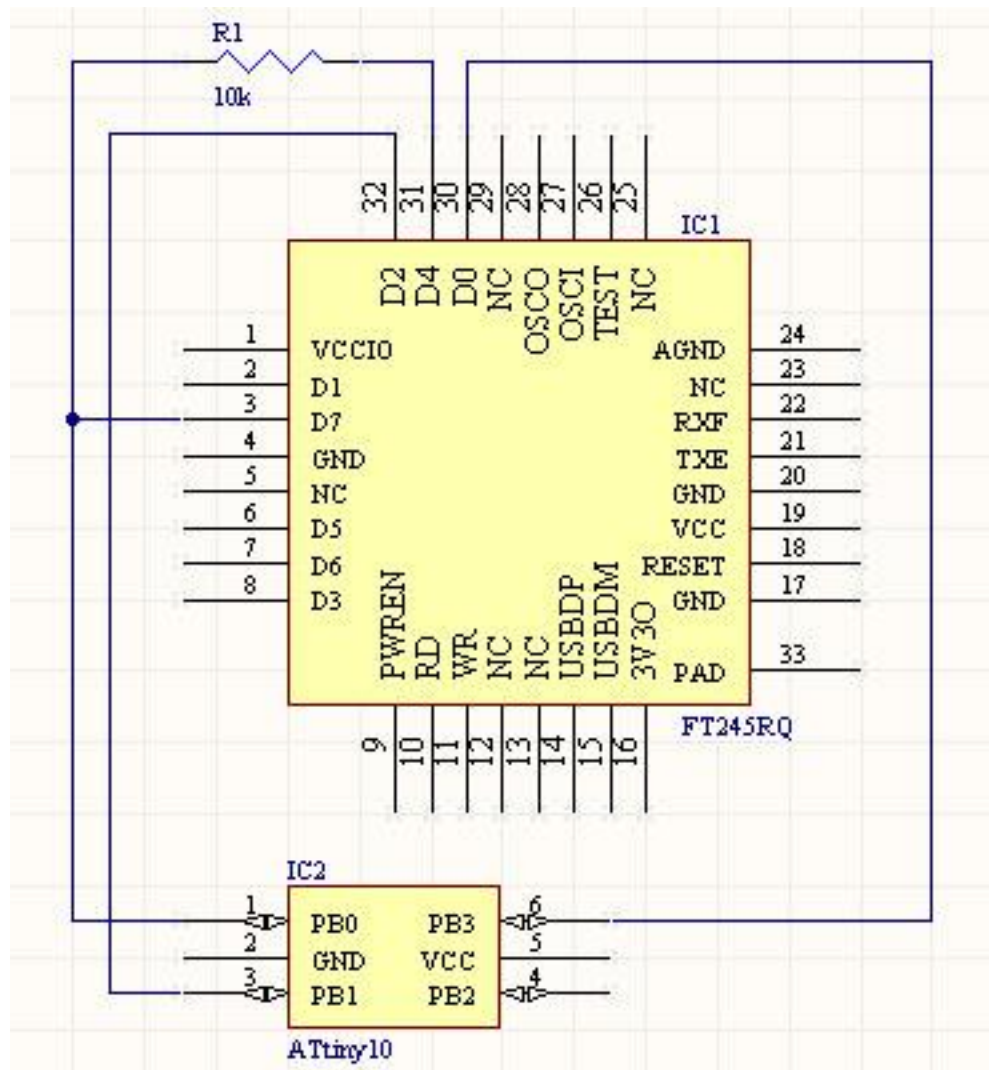 R1
10k
32 31 30 29 28 27 26 25
IC1
D2 D4 D0 NC OSCO OSCI TEST NC
1 VCCIO
2 D1
3 D7
4 GND
5 NC
6 D5
7 D6
8 D3
AGND 24
NC 23
RXF 22
TXE 21
GND 20
VCC 19
RESET 18
GND 17
PAD 33
PWREN RD WR NC NC USBDP USBDM 3V3O
FT245RQ
9 10 11 12 13 14 15 16
IC2
1 PB0 PB3 6
2 GND VCC 5
3 PB1 PB2 4
ATtiny10